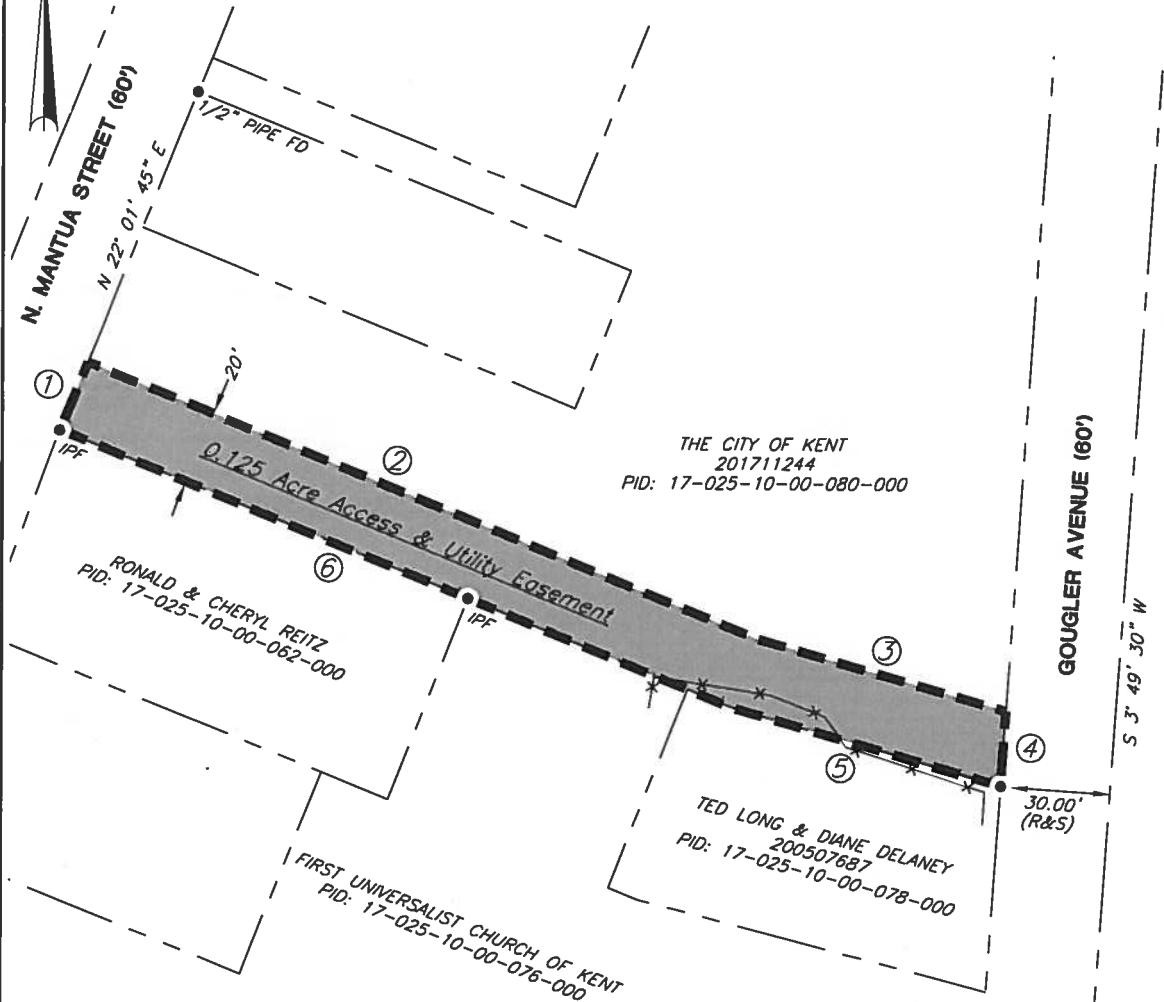 N. MANTUA STREET (60')
1/2" PIPE FD
N 22° 01' 45" E
20'
①
IPF
②
0.125 Acre Access & Utility Easement
THE CITY OF KENT
201711244
PID: 17-025-10-00-080-000
GOUGLER AVENUE (60')
S 3° 49' 30" W
RONALD & CHERYL REITZ
PID: 17-025-10-00-062-000
⑥
IPF
③
④
30.00'
(R&S)
⑤
TED LONG & DIANE DELANEY
200507687
PID: 17-025-10-00-078-000
FIRST UNIVERSALIST CHURCH OF KENT
PID: 17-025-10-00-076-000